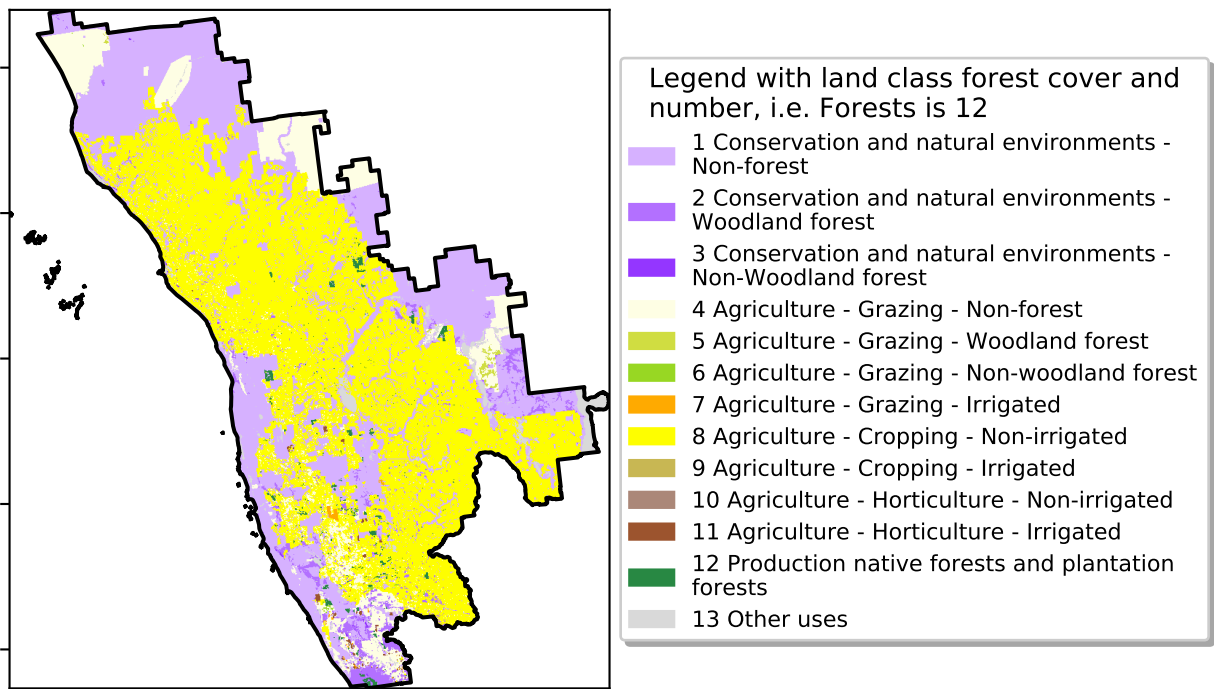 Legend with land class forest cover and
number, i.e. Forests is 12
1 Conservation and natural environments -
Non-forest
2 Conservation and natural environments -
Woodland forest
3 Conservation and natural environments -
Non-Woodland forest
4 Agriculture - Grazing - Non-forest
5 Agriculture - Grazing - Woodland forest
6 Agriculture - Grazing - Non-woodland forest
7 Agriculture - Grazing - Irrigated
8 Agriculture - Cropping - Non-irrigated
9 Agriculture - Cropping - Irrigated
10 Agriculture - Horticulture - Non-irrigated
11 Agriculture - Horticulture - Irrigated
12 Production native forests and plantation
forests
13 Other uses